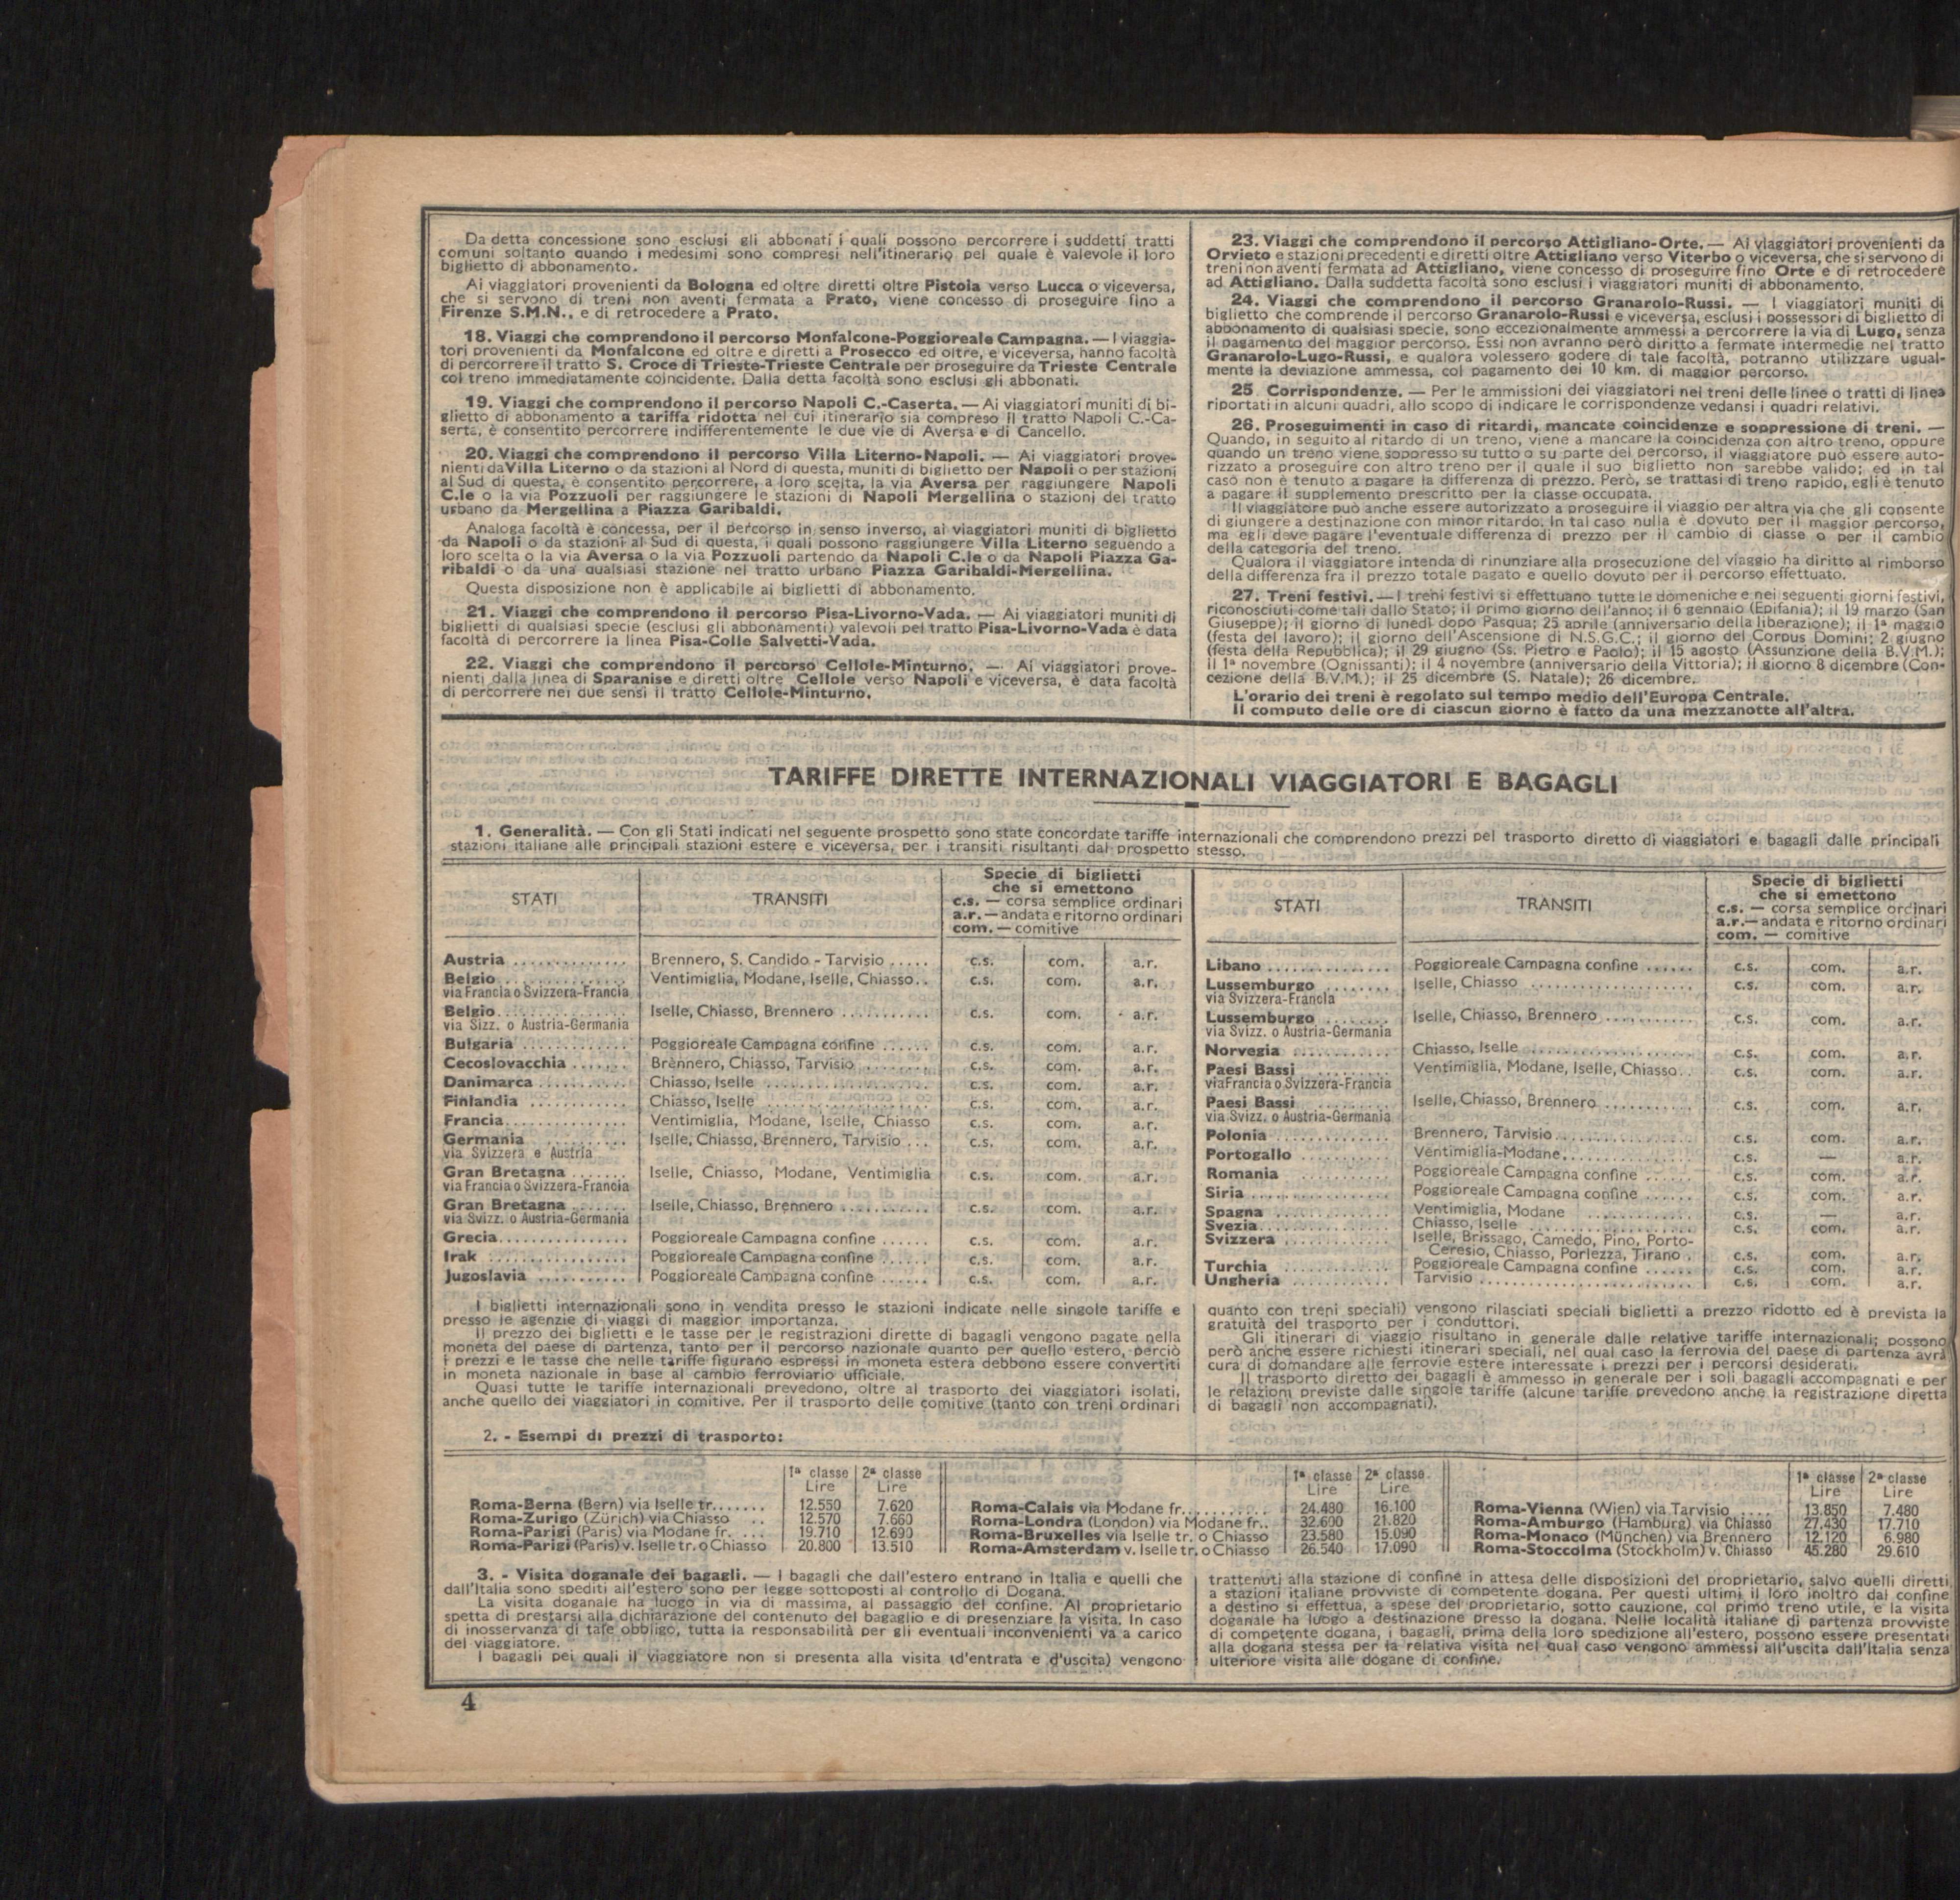 Da detta concessione sono esclusi gli abbonati i quali possono percorrere i suddetti tratti
comuni soltanto quando i medesimi sono compresi nell'itinerario pel quale è valevole il loro
biglietto di abbonamento.
Ai viaggiatori provenienti da Bologna ed oltre diretti oltre Pistoia verso Lucca o viceversa,
che si servono di treni non aventi fermata a Prato, viene concesso di proseguire fino a
Firenze S.M.N., e di retrocedere a Prato.
18. Viaggi che comprendono il percorso Monfalcone-Poggioreale Campagna. — I viaggia-
tori provenienti da Monfalcone ed oltre e diretti a Prosecco ed oltre, e viceversa, hanno facoltà
di percorrere il tratto S. Croce di Trieste-Trieste Centrale per proseguire da Trieste Centrale
col treno immediatamente coincidente. Dalla detta facoltà sono esclusi gli abbonati.
19. Viaggi che comprendono il percorso Napoli C.-Caserta. — Ai viaggiatori muniti di bi-
glietto di abbonamento a tariffa ridotta nel cui itinerario sia compreso il tratto Napoli C.-Ca-
serta, è consentito percorrere indifferentemente le due vie di Aversa e di Cancello.
20. Viaggi che comprendono il percorso Villa Literno-Napoli. — Ai viaggiatori prove-
nienti da Villa Literno o da stazioni al Nord di questa, muniti di biglietto per Napoli o per stazioni
al Sud di questa, è consentito percorrere, a loro scelta, la via Aversa per raggiungere Napoli
C.le o la via Pozzuoli per raggiungere le stazioni di Napoli Mergellina o stazioni del tratto
urbano da Mergellina a Piazza Garibaldi.
Analoga facoltà è concessa, per il percorso in senso inverso, ai viaggiatori muniti di biglietto
da Napoli o da stazioni al Sud di questa, i quali possono raggiungere Villa Literno seguendo a
loro scelta o la via Aversa o la via Pozzuoli partendo da Napoli C.le o da Napoli Piazza Ga-
ribaldi o da una qualsiasi stazione nel tratto urbano Piazza Garibaldi-Mergellina.
Questa disposizione non è applicabile ai biglietti di abbonamento.
21. Viaggi che comprendono il percorso Pisa-Livorno-Vada. — Ai viaggiatori muniti di
biglietti di qualsiasi specie (esclusi gli abbonamenti) valevoli pel tratto Pisa-Livorno-Vada è data
facoltà di percorrere la linea Pisa-Colle Salvetti-Vada.
22. Viaggi che comprendono il percorso Cellole-Minturno. — Ai viaggiatori prove-
nienti dalla linea di Sparanise e diretti oltre Cellole verso Napoli e viceversa, è data facoltà
di percorrere nei due sensi il tratto Cellole-Minturno.
23. Viaggi che comprendono il percorso Attigliano-Orte. — Ai viaggiatori provenienti da
Orvieto e stazioni precedenti e diretti oltre Attigliano verso Viterbo o viceversa, che si servono di
treni non aventi fermata ad Attigliano, viene concesso di proseguire fino Orte e di retrocedere
ad Attigliano. Dalla suddetta facoltà sono esclusi i viaggiatori muniti di abbonamento.
24. Viaggi che comprendono il percorso Granarolo-Russi. — I viaggiatori muniti di
biglietto che comprende il percorso Granarolo-Russi e viceversa, esclusi i possessori di biglietto di
abbonamento di qualsiasi specie, sono eccezionalmente ammessi a percorrere la via di Lugo, senza
il pagamento del maggior percorso. Essi non avranno però diritto a fermate intermedie nel tratto
Granarolo-Lugo-Russi, e qualora volessero godere di tale facoltà, potranno utilizzare ugual-
mente la deviazione ammessa, col pagamento dei 10 km. di maggior percorso.
25 Corrispondenze. — Per le ammissioni dei viaggiatori nei treni delle linee o tratti di linea
riportati in alcuni quadri, allo scopo di indicare le corrispondenze vedansi i quadri relativi.
26. Proseguimenti in caso di ritardi, mancate coincidenze e soppressione di treni. —
Quando, in seguito al ritardo di un treno, viene a mancare la coincidenza con altro treno, oppure
quando un treno viene soppresso su tutto o su parte del percorso, il viaggiatore può essere auto-
rizzato a proseguire con altro treno per il quale il suo biglietto non sarebbe valido; ed in tal
caso non è tenuto a pagare la differenza di prezzo. Però, se trattasi di treno rapido, egli è tenuto
a pagare il supplemento prescritto per la classe occupata.
Il viaggiatore può anche essere autorizzato a proseguire il viaggio per altra via che gli consente
di giungere a destinazione con minor ritardo. In tal caso nulla è dovuto per il maggior percorso,
ma egli deve pagare l'eventuale differenza di prezzo per il cambio di classe o per il cambio
della categoria del treno.
Qualora il viaggiatore intenda di rinunziare alla prosecuzione del viaggio ha diritto al rimborso
della differenza fra il prezzo totale pagato e quello dovuto per il percorso effettuato.
27. Treni festivi. — I treni festivi si effettuano tutte le domeniche e nei seguenti giorni festivi,
riconosciuti come tali dallo Stato; il primo giorno dell'anno; il 6 gennaio (Epifania); il 19 marzo (San
Giuseppe); il giorno di lunedì dopo Pasqua; 25 aprile (anniversario della liberazione); il 1ª maggio
(festa del lavoro); il giorno dell'Ascensione di N.S.G.C.; il giorno del Corpus Domini; 2 giugno
(festa della Repubblica); il 29 giugno (Ss. Pietro e Paolo); il 15 agosto (Assunzione della B.V.M.);
il 1ª novembre (Ognissanti); il 4 novembre (anniversario della Vittoria); il giorno 8 dicembre (Con-
cezione della B.V.M.); il 25 dicembre (S. Natale); 26 dicembre.
L'orario dei treni è regolato sul tempo medio dell'Europa Centrale.
Il computo delle ore di ciascun giorno è fatto da una mezzanotte all'altra.
TARIFFE DIRETTE INTERNAZIONALI VIAGGIATORI E BAGAGLI
1. Generalità. — Con gli Stati indicati nel seguente prospetto sono state concordate tariffe internazionali che comprendono prezzi pel trasporto diretto di viaggiatori e bagagli dalle principali
stazioni italiane alle principali stazioni estere e viceversa, per i transiti risultanti dal prospetto stesso.
STATI TRANSITI Specie di biglietti
che si emettono
c.s. — corsa semplice ordinari
a.r. — andata e ritorno ordinari
com. — comitive
Austria .............. Brennero, S. Candido - Tarvisio ..... c.s. com. a.r.
Belgio .............. Ventimiglia, Modane, Iselle, Chiasso.. c.s. com. a.r.
via Francia o Svizzera-Francia
Belgio................ Iselle, Chiasso, Brennero ........... c.s. com. a.r.
via Sizz. o Austria-Germania
Bulgaria ............. Poggioreale Campagna confine ...... c.s. com. a.r.
Cecoslovacchia ....... Brennero, Chiasso, Tarvisio ......... c.s. com. a.r.
Danimarca ........... Chiasso, Iselle .................... c.s. com. a.r.
Finlandia ............ Chiasso, Iselle .................... c.s. com. a.r.
Francia............... Ventimiglia, Modane, Iselle, Chiasso c.s. com. a.r.
Germania .......... Iselle, Chiasso, Brennero, Tarvisio ... c.s. com. a.r.
via Svizzera e Austria
Gran Bretagna ....... Iselle, Chiasso, Modane, Ventimiglia c.s. com. a.r.
via Francia o Svizzera-Francia
Gran Bretagna ....... Iselle, Chiasso, Brennero ........... c.s. com. a.r.
via Svizz. o Austria-Germania
Grecia................ Poggioreale Campagna confine ...... c.s. com. a.r.
Irak ................. Poggioreale Campagna confine ...... c.s. com. a.r.
Jugoslavia ........... Poggioreale Campagna confine ...... c.s. com. a.r.
STATI TRANSITI Specie di biglietti
che si emettono
c.s. — corsa semplice ordinari
a.r. — andata e ritorno ordinari
com. — comitive
Libano ............... Poggioreale Campagna confine ...... c.s. com. a.r.
Lussemburgo ........ Iselle, Chiasso ................... c.s. com. a.r.
via Svizzera-Francia
Lussemburgo ........ Iselle, Chiasso, Brennero ........... c.s. com. a.r.
via Svizz. o Austria-Germania
Norvegia ............ Chiasso, Iselle .................... c.s. com. a.r.
Paesi Bassi .......... Ventimiglia, Modane, Iselle, Chiasso.. c.s. com. a.r.
via Francia o Svizzera-Francia
Paesi Bassi .......... Iselle, Chiasso, Brennero ........... c.s. com. a.r.
via Svizz. o Austria-Germania
Polonia .............. Brennero, Tarvisio................. c.s. com. a.r.
Portogallo ........... Ventimiglia-Modane................ c.s. — a.r.
Romania ............ Poggioreale Campagna confine ...... c.s. com. a.r.
Siria ................. Poggioreale Campagna confine ...... c.s. com. a.r.
Spagna .............. Ventimiglia, Modane ............ c.s. — a.r.
Svezia................ Chiasso, Iselle .................... c.s. com. a.r.
Svizzera ............ Iselle, Brissago, Camedo, Pino, Porto-
Ceresio, Chiasso, Porlezza, Tirano . c.s. com. a.r.
Turchia ............. Poggioreale Campagna confine ...... c.s. com. a.r.
Ungheria ............ Tarvisio .......................... c.s. com. a.r.
I biglietti internazionali sono in vendita presso le stazioni indicate nelle singole tariffe e
presso le agenzie di viaggi di maggior importanza.
Il prezzo dei biglietti e le tasse per le registrazioni dirette di bagagli vengono pagate nella
moneta del paese di partenza, tanto per il percorso nazionale quanto per quello estero, perciò
i prezzi e le tasse che nelle tariffe figurano espressi in moneta estera debbono essere convertiti
in moneta nazionale in base al cambio ferroviario ufficiale.
Quasi tutte le tariffe internazionali prevedono, oltre al trasporto dei viaggiatori isolati,
anche quello dei viaggiatori in comitive. Per il trasporto delle comitive (tanto con treni ordinari
quanto con treni speciali) vengono rilasciati speciali biglietti a prezzo ridotto ed è prevista la
gratuità del trasporto per i conduttori.
Gli itinerari di viaggio risultano in generale dalle relative tariffe internazionali; possono
però anche essere richiesti itinerari speciali, nel qual caso la ferrovia del paese di partenza avrà
cura di domandare alle ferrovie estere interessate i prezzi per i percorsi desiderati.
Il trasporto diretto dei bagagli è ammesso in generale per i soli bagagli accompagnati e per
le relazioni previste dalle singole tariffe (alcune tariffe prevedono anche la registrazione diretta
di bagagli non accompagnati).
2. - Esempi di prezzi di trasporto:
1ª classe Lire 2ª classe Lire
Roma-Berna (Bern) via Iselle tr....... 12.550 7.620
Roma-Zurigo (Zürich) via Chiasso .. 12.570 7.660
Roma-Parigi (Paris) via Modane fr. ... 19.710 12.690
Roma-Parigi (Paris) v. Iselle tr. o Chiasso 20.800 13.510
1ª classe Lire 2ª classe Lire
Roma-Calais via Modane fr........... 24.480 16.100
Roma-Londra (London) via Modane fr.. 32.600 21.820
Roma-Bruxelles via Iselle tr. o Chiasso 23.580 15.090
Roma-Amsterdam v. Iselle tr. o Chiasso 26.540 17.090
1ª classe Lire 2ª classe Lire
Roma-Vienna (Wien) via Tarvisio ..... 13.850 7.480
Roma-Amburgo (Hamburg) via Chiasso 27.430 17.710
Roma-Monaco (München) via Brennero 12.120 6.980
Roma-Stoccolma (Stockholm) v. Chiasso 45.280 29.610
3. - Visita doganale dei bagagli. — I bagagli che dall'estero entrano in Italia e quelli che
dall'Italia sono spediti all'estero sono per legge sottoposti al controllo di Dogana.
La visita doganale ha luogo in via di massima, al passaggio del confine. Al proprietario
spetta di prestarsi alla dichiarazione del contenuto del bagaglio e di presenziare la visita. In caso
di inosservanza di tale obbligo, tutta la responsabilità per gli eventuali inconvenienti va a carico
del viaggiatore.
I bagagli pei quali il viaggiatore non si presenta alla visita (d'entrata e d'uscita) vengono
trattenuti alla stazione di confine in attesa delle disposizioni del proprietario, salvo quelli diretti
a stazioni italiane provviste di competente dogana. Per questi ultimi il loro inoltro dal confine
a destino si effettua, a spese del proprietario, sotto cauzione, col primo treno utile, e la visita
doganale ha luogo a destinazione presso la dogana. Nelle località italiane di partenza provviste
di competente dogana, i bagagli, prima della loro spedizione all'estero, possono essere presentati
alla dogana stessa per la relativa visita nel qual caso vengono ammessi all'uscita dall'Italia senza
ulteriore visita alle dogane di confine.
4